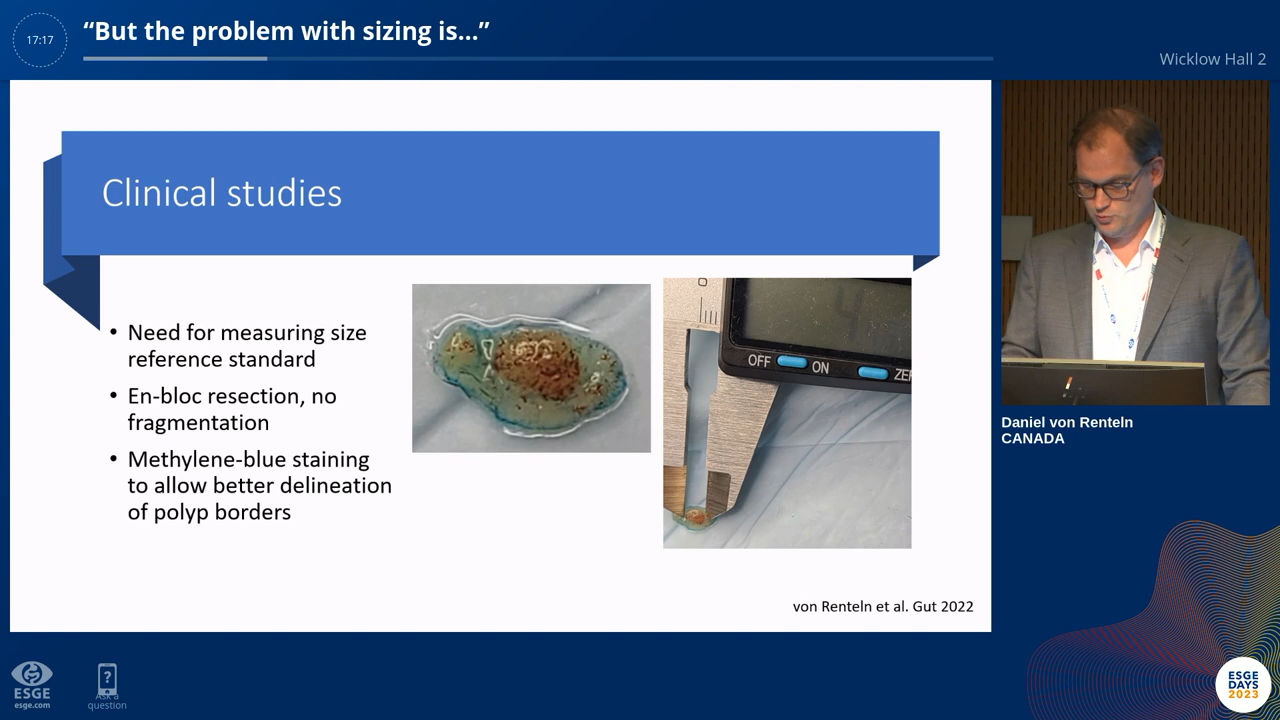 17:17
“But the problem with sizing is...”
Wicklow Hall 2
Clinical studies
• Need for measuring size
reference standard
• En-bloc resection, no
fragmentation
• Methylene-blue staining
to allow better delineation
of polyp borders
0
OFF
ON
von Renteln et al. Gut 2022
Daniel von Renteln
CANADA
ESGE
esge.com
?
Ask a
question
ESGE
DAYS
2023